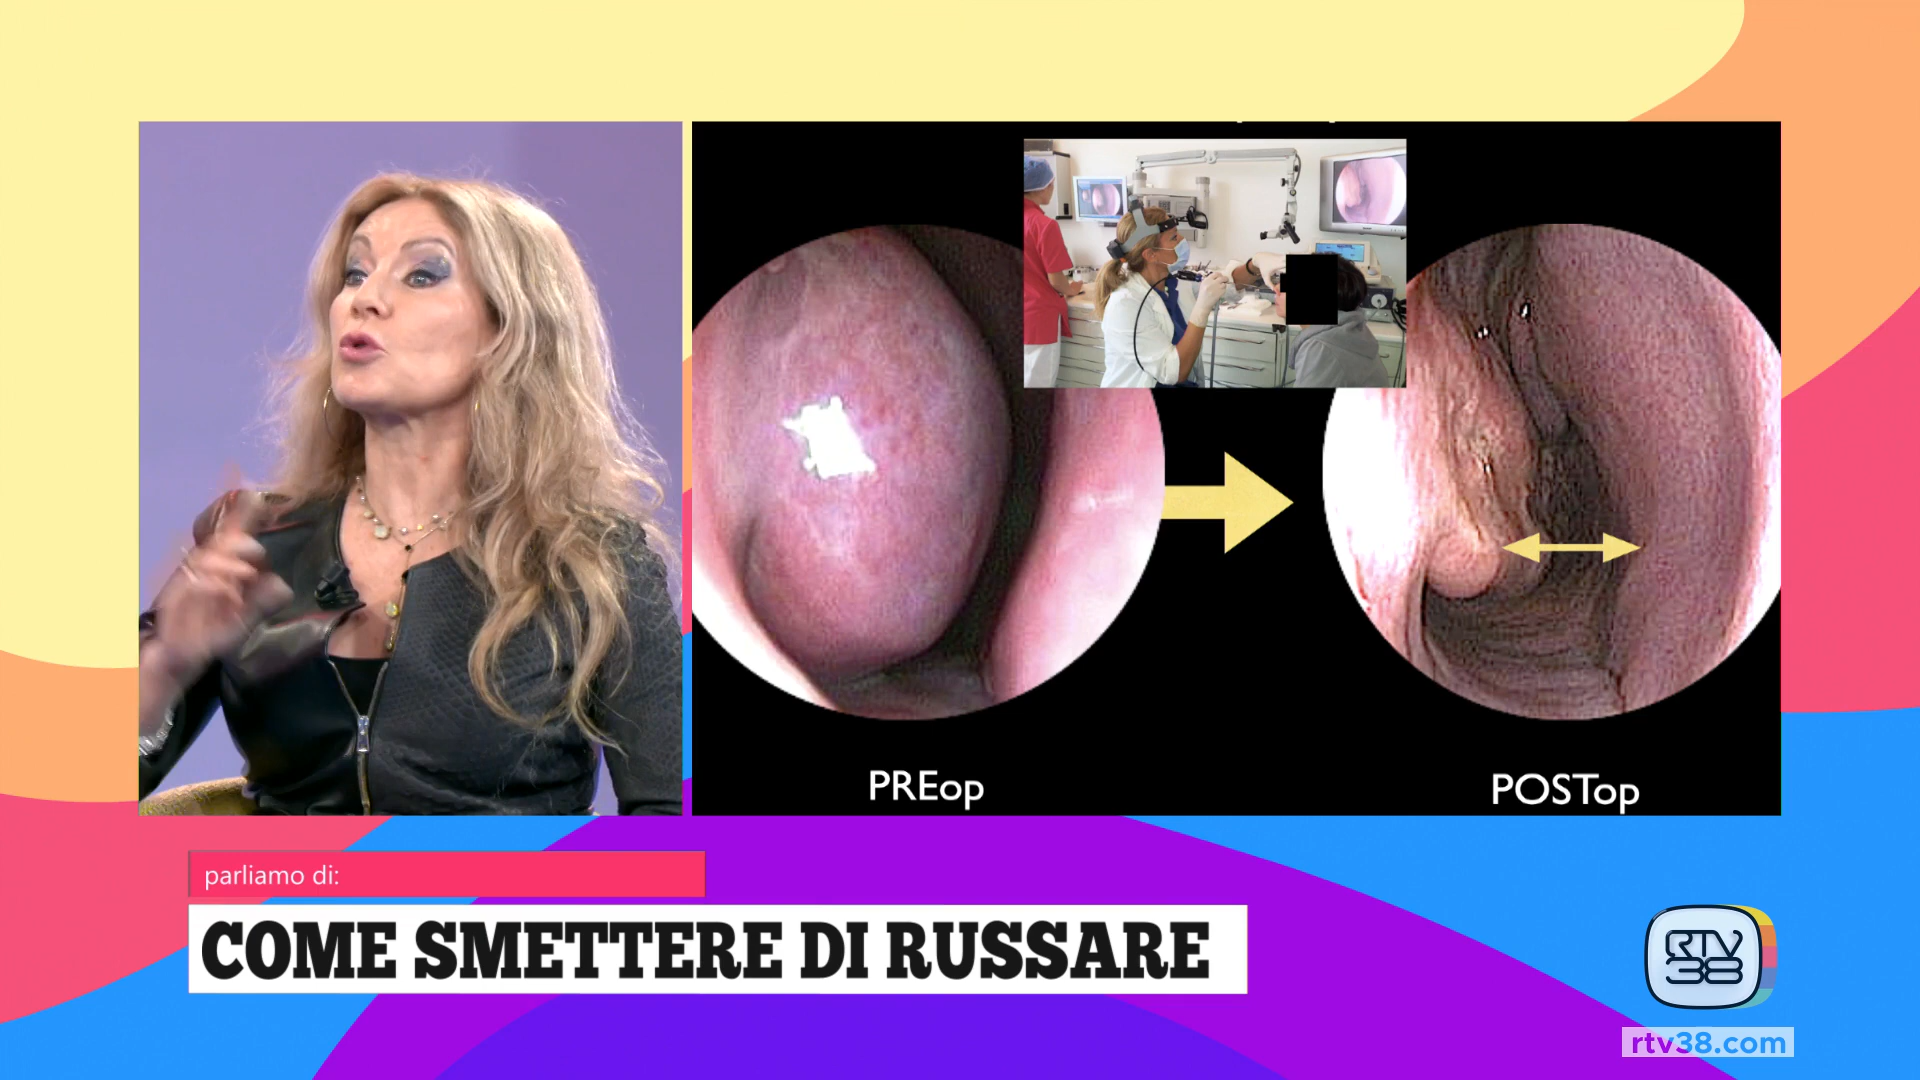 PREop
POSTop
parliamo di:
COME SMETTERE DI RUSSARE
RTV
38
rtv38.com